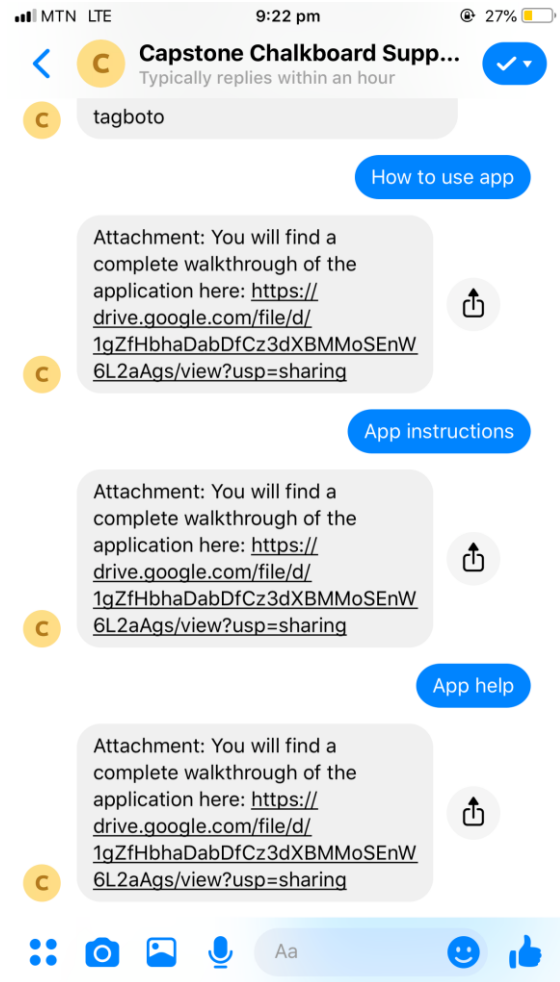 MTN LTE 9:22 pm 27%
C Capstone Chalkboard Supp...
Typically replies within an hour
tagboto
C
How to use app
Attachment: You will find a
complete walkthrough of the
application here: https://
drive.google.com/file/d/
1gZfHbhaDabDfCz3dXBMMoSEnW
6L2aAgs/view?usp=sharing
C
App instructions
Attachment: You will find a
complete walkthrough of the
application here: https://
drive.google.com/file/d/
1gZfHbhaDabDfCz3dXBMMoSEnW
6L2aAgs/view?usp=sharing
C
App help
Attachment: You will find a
complete walkthrough of the
application here: https://
drive.google.com/file/d/
1gZfHbhaDabDfCz3dXBMMoSEnW
6L2aAgs/view?usp=sharing
C
Aa